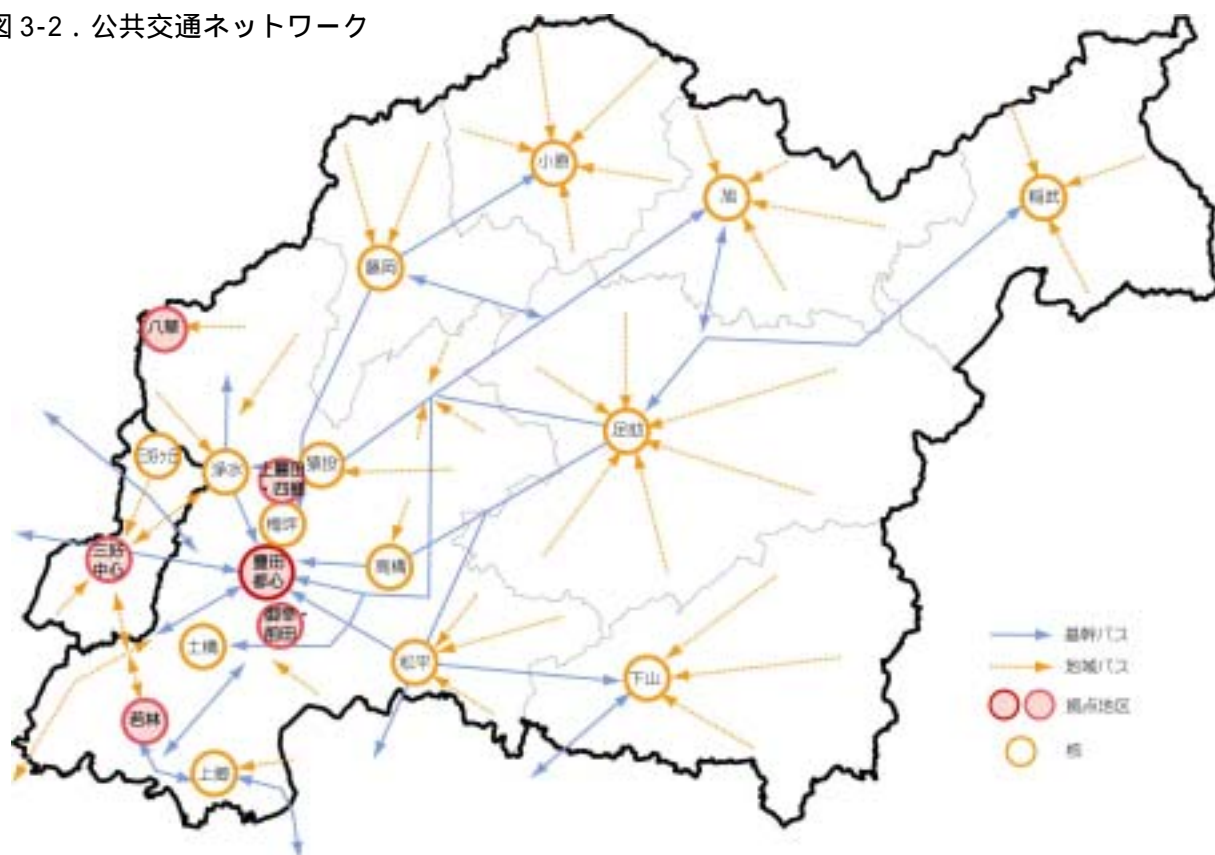 図3-2．公共交通ネットワーク
小原
旭
稲武
藤岡
八草
足助
三好ヶ丘
浄水
上豊田
・四郷
猿投
梅坪
三好
中心
豊田
都心
高橋
土橋
松平
下山
若林
上郷
基幹バス
地域バス
拠点地区
核